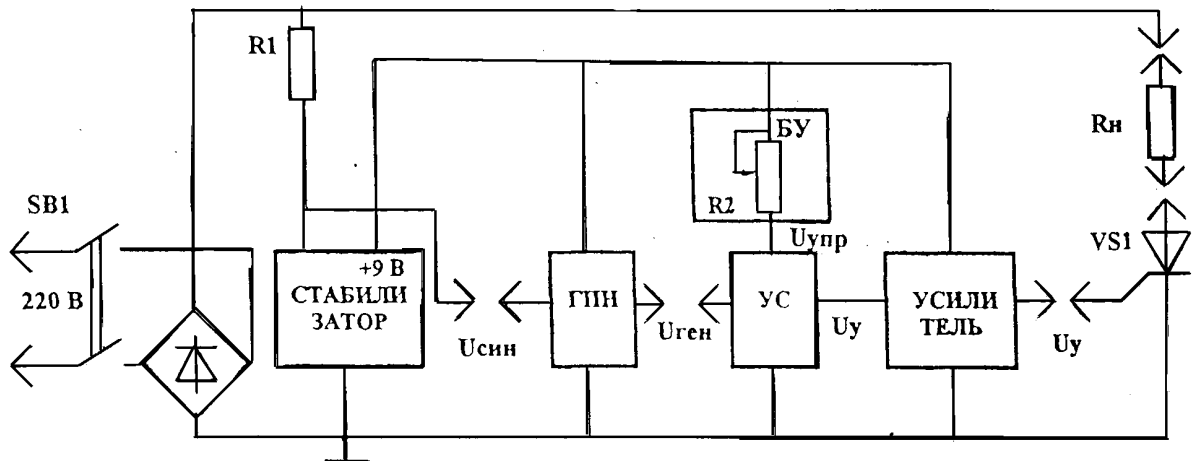 R1
БУ
Rн
SB1
R2
Uупр
VS1
+9 В
220 В
СТАБИЛИ
ЗАТОР
ГПН
УС
УСИЛИ
ТЕЛЬ
Uсин
Uген
Uу
Uу